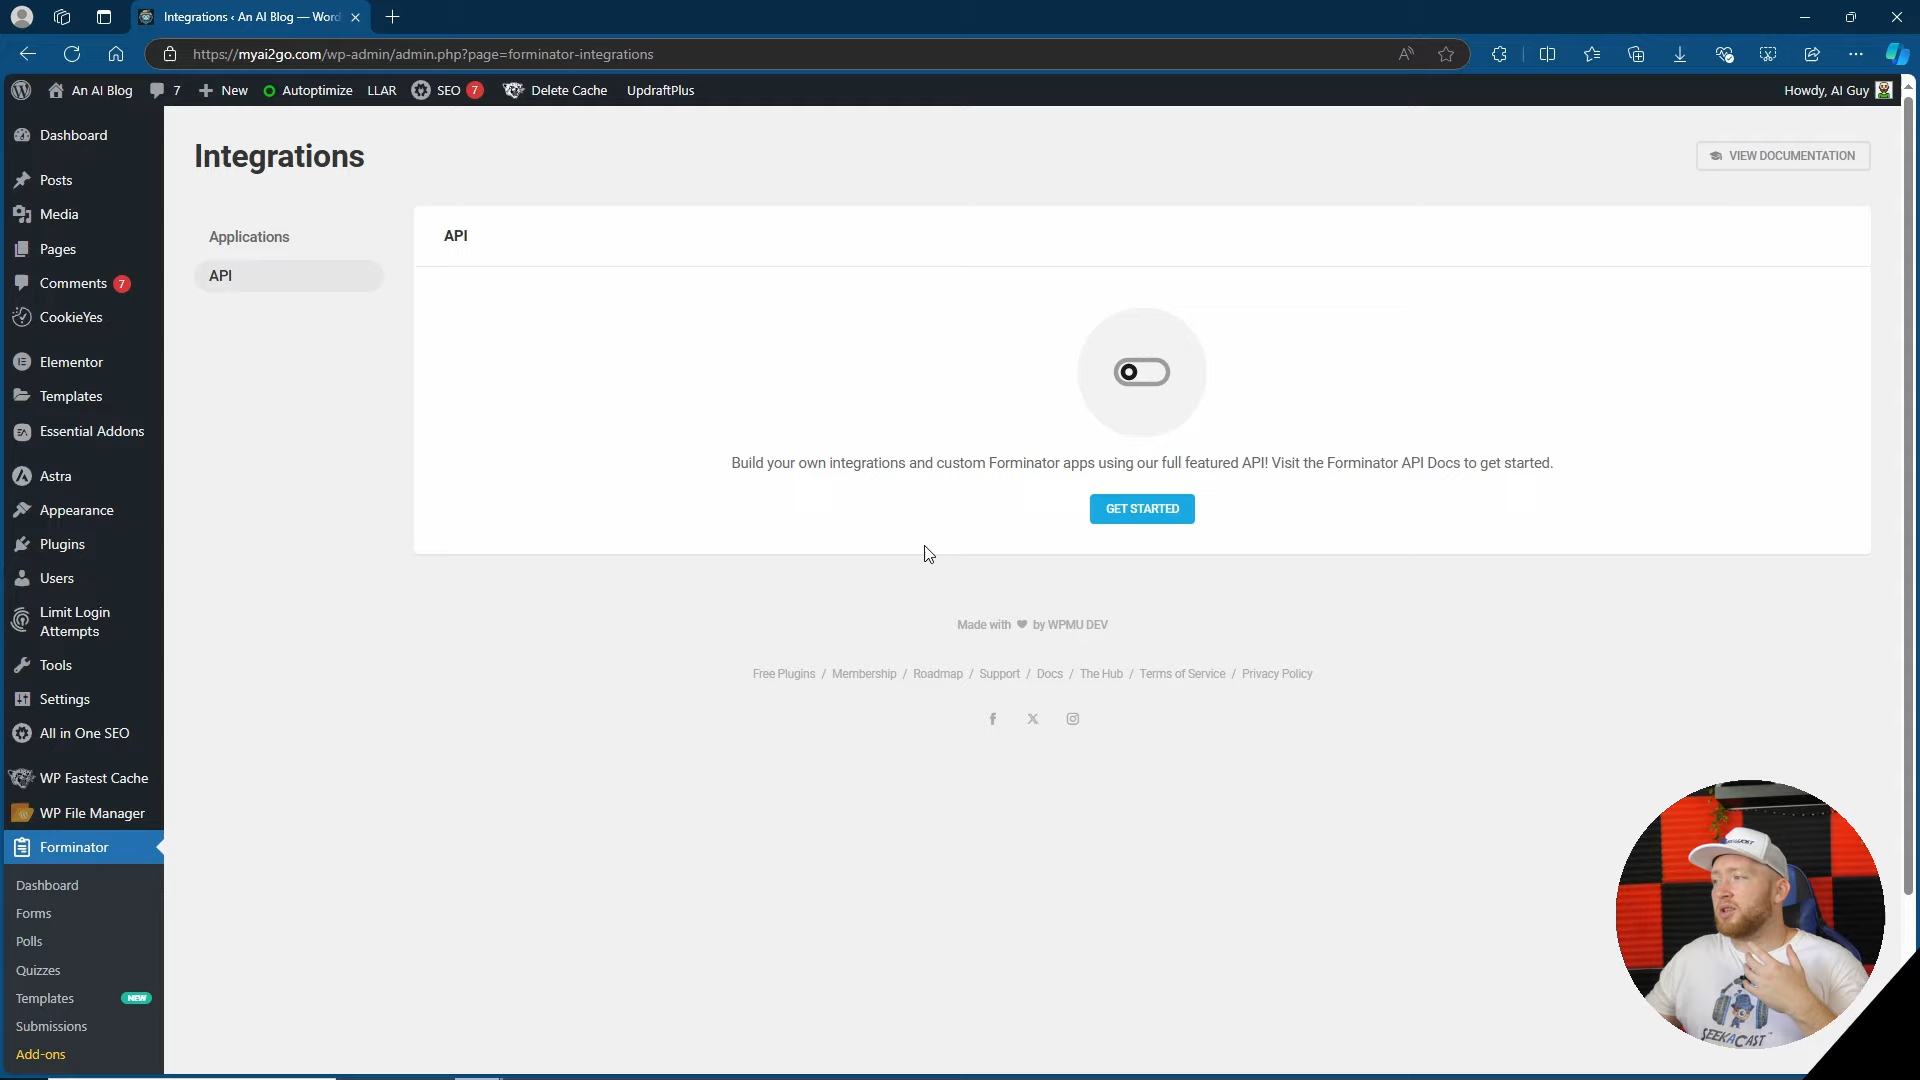 Integrations ‹ An AI Blog — Word
https://myai2go.com/wp-admin/admin.php?page=forminator-integrations
An AI Blog
7
New
Autoptimize
LLAR
SEO 7
Delete Cache
UpdraftPlus
Howdy, AI Guy
Dashboard
Posts
Media
Pages
Comments 7
CookieYes
Elementor
Templates
Essential Addons
Astra
Appearance
Plugins
Users
Limit Login
Attempts
Tools
Settings
All in One SEO
WP Fastest Cache
WP File Manager
Forminator
Dashboard
Forms
Polls
Quizzes
Templates NEW
Submissions
Add-ons
Integrations
VIEW DOCUMENTATION
Applications
API
API
Build your own integrations and custom Forminator apps using our full featured API! Visit the Forminator API Docs to get started.
GET STARTED
Made with ❤ by WPMU DEV
Free Plugins / Membership / Roadmap / Support / Docs / The Hub / Terms of Service / Privacy Policy
SEEKACAST